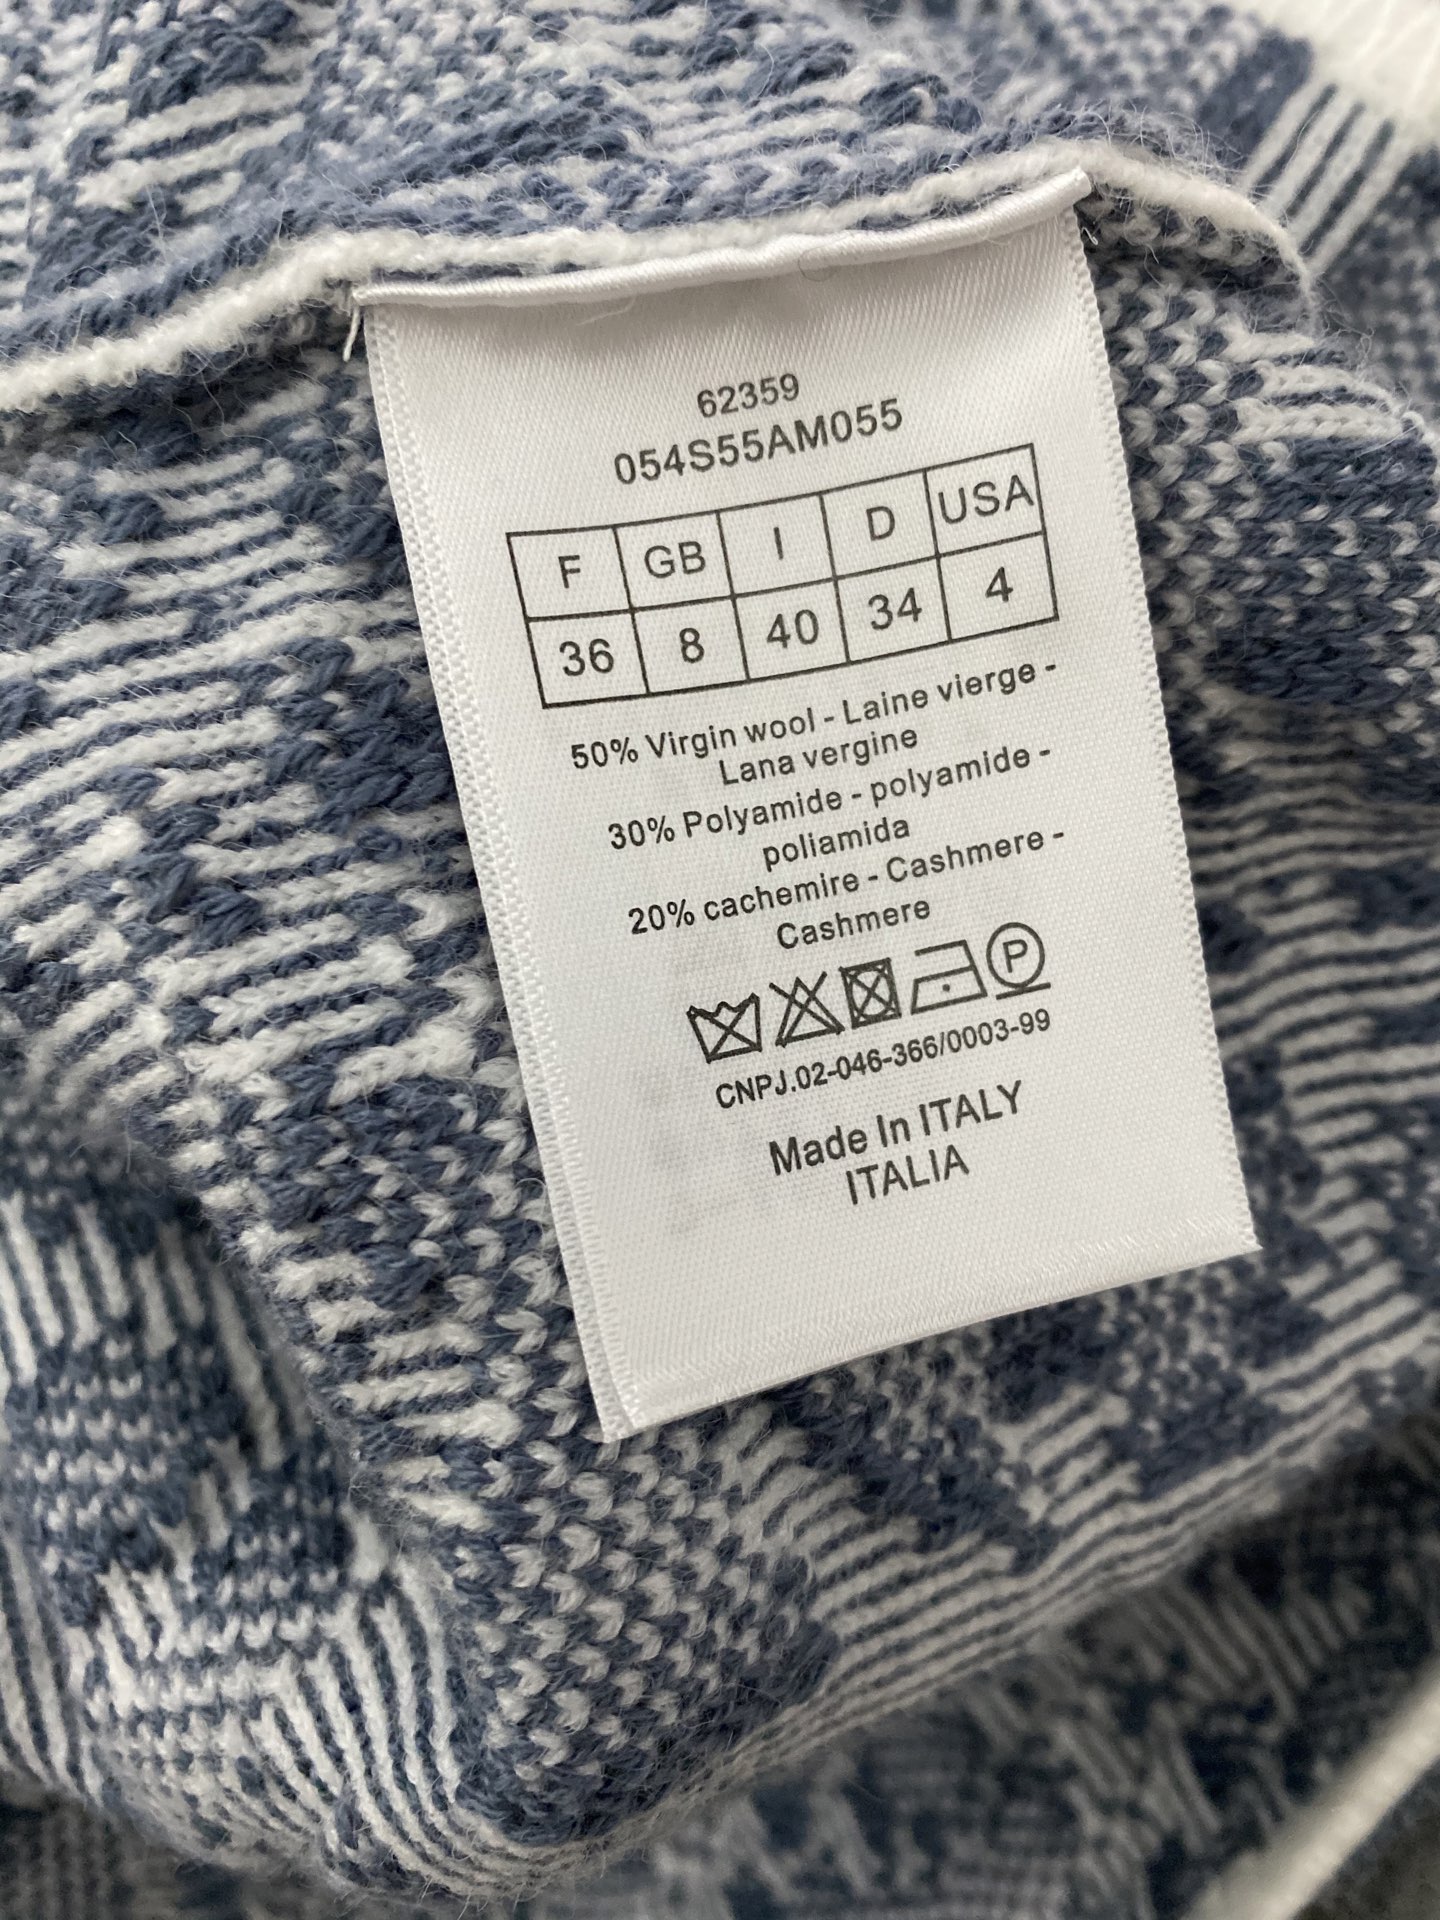 62359
054S55AM055
F GB I D USA
36 8 40 34 4
50% Virgin wool - Laine vierge -
Lana vergine
30% Polyamide - polyamide -
poliamida
20% cachemire - Cashmere -
Cashmere
P
CNPJ.02-046-366/0003-99
Made In ITALY
ITALIA